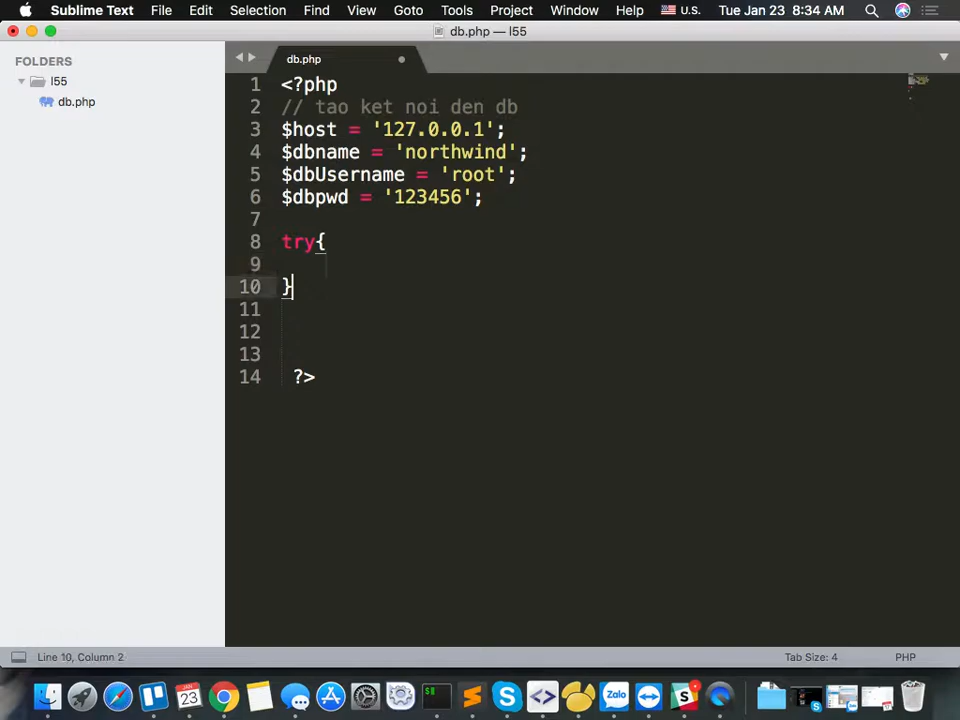 Sublime Text File Edit Selection Find View Goto Tools Project Window Help U.S. Tue Jan 23 8:34 AM
db.php — l55
FOLDERS
l55
db.php
db.php
1 <?php
2 // tao ket noi den db
3 $host = '127.0.0.1';
4 $dbname = 'northwind';
5 $dbUsername = 'root';
6 $dbpwd = '123456';
7
8 try{
9
10 }
11
12
13
14 ?>
Line 10, Column 2 Tab Size: 4 PHP
23 Zalo